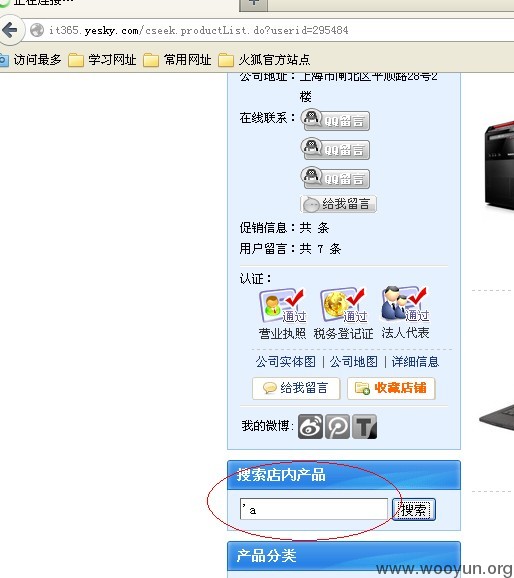 正在连接…
it365.yesky.com/cseek.productList.do?userid=295484
访问最多 学习网址 常用网址 火狐官方站点
公司地址：上海市闸北区平顺路28号2
楼
在线联系：QQ留言
QQ留言
QQ留言
给我留言
促销信息：共 条
用户留言：共 7 条
认证：
通过 通过 通过
营业执照 税务登记证 法人代表
公司实体图 | 公司地图 | 详细信息
给我留言 收藏店铺
我的微博:
搜索店内产品
'a 搜索
产品分类
www.wooyun.org